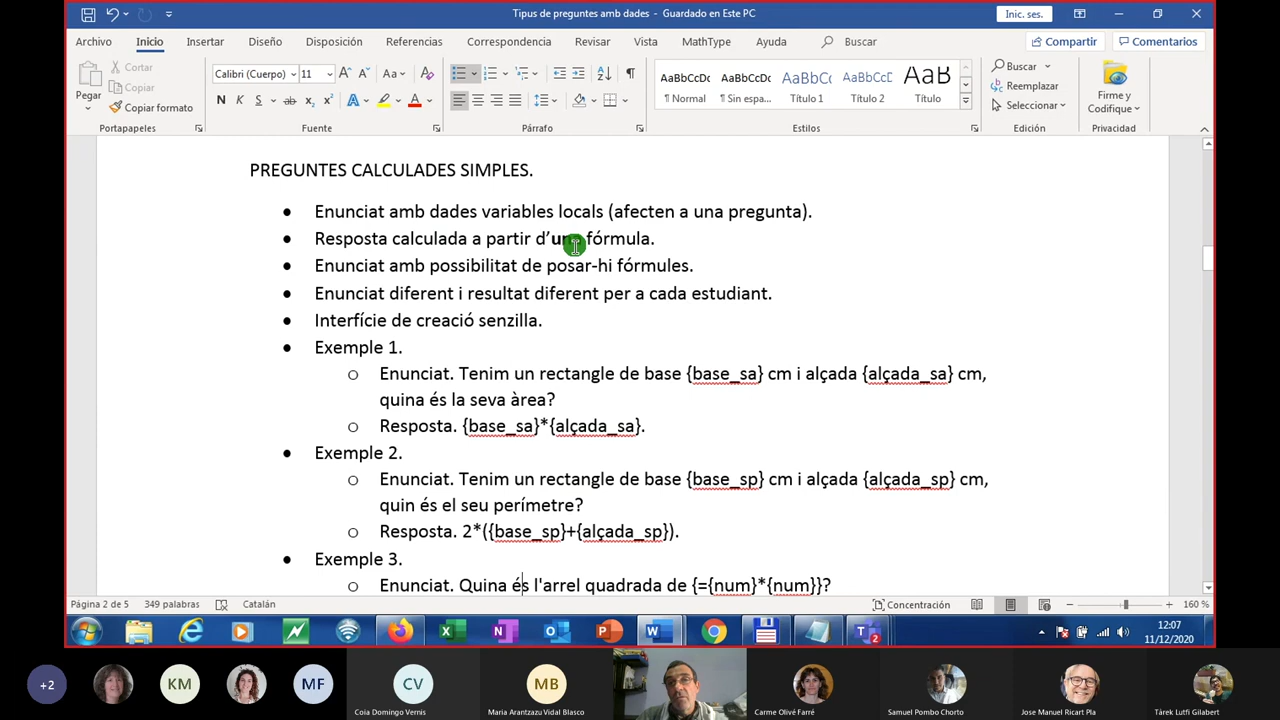 Tipus de preguntes amb dades - Guardado en Este PC
Inic. ses.
Archivo Inicio Insertar Diseño Disposición Referencias Correspondencia Revisar Vista MathType Ayuda Buscar Compartir Comentarios
Pegar
Cortar
Copiar
Copiar formato
Portapapeles
Calibri (Cuerpo) 11
Fuente
Párrafo
AaBbCcDc AaBbCcDc AaBbCc AaBbCcD AaB
¶ Normal ¶ Sin espa... Título 1 Título 2 Título
Estilos
Buscar
Reemplazar
Seleccionar
Edición
Firme y
Codifique
Privacidad
PREGUNTES CALCULADES SIMPLES.
• Enunciat amb dades variables locals (afecten a una pregunta).
• Resposta calculada a partir d’una fórmula.
• Enunciat amb possibilitat de posar-hi fórmules.
• Enunciat diferent i resultat diferent per a cada estudiant.
• Interfície de creació senzilla.
• Exemple 1.
o Enunciat. Tenim un rectangle de base {base_sa} cm i alçada {alçada_sa} cm,
quina és la seva àrea?
o Resposta. {base_sa}*{alçada_sa}.
• Exemple 2.
o Enunciat. Tenim un rectangle de base {base_sp} cm i alçada {alçada_sp} cm,
quin és el seu perímetre?
o Resposta. 2*({base_sp}+{alçada_sp}).
• Exemple 3.
o Enunciat. Quina és l'arrel quadrada de {={num}*{num}}?
Página 2 de 5 349 palabras Catalán Concentración 160 %
12:07
11/12/2020
+2 KM MF CV MB
Coia Domingo Vernis Maria Arantzazu Vidal Blasco Carme Olivé Farré Samuel Pombo Chorto Jose Manuel Ricart Pla Tárek Lutfi Gilabert